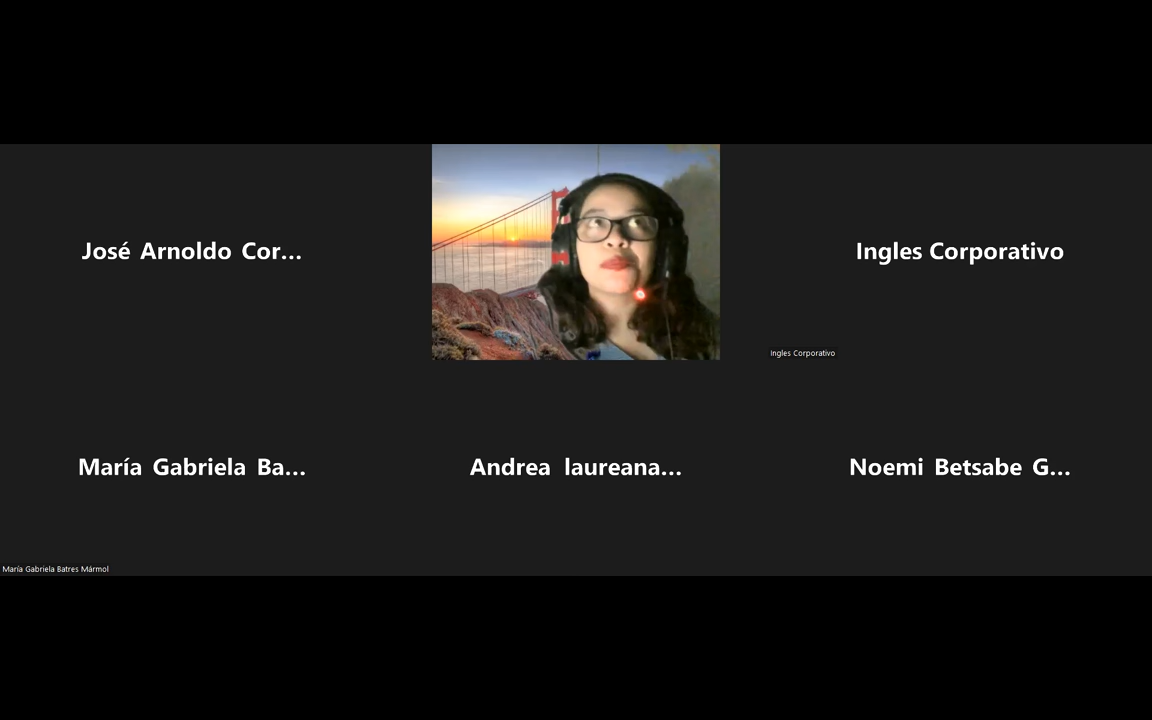 José Arnoldo Cor...
Ingles Corporativo
Ingles Corporativo
María Gabriela Ba...
Andrea laureana...
Noemi Betsabe G...
María Gabriela Batres Mármol